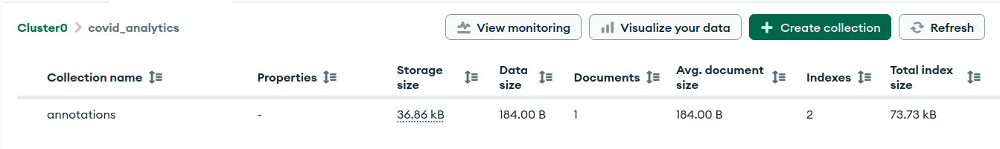 Cluster0 > covid_analytics
View monitoring
Visualize your data
+ Create collection
Refresh
Collection name
Properties
Storage
size
Data
size
Documents
Avg. document
size
Indexes
Total index
size
annotations
-
36.86 kB
184.00 B
1
184.00 B
2
73.73 kB